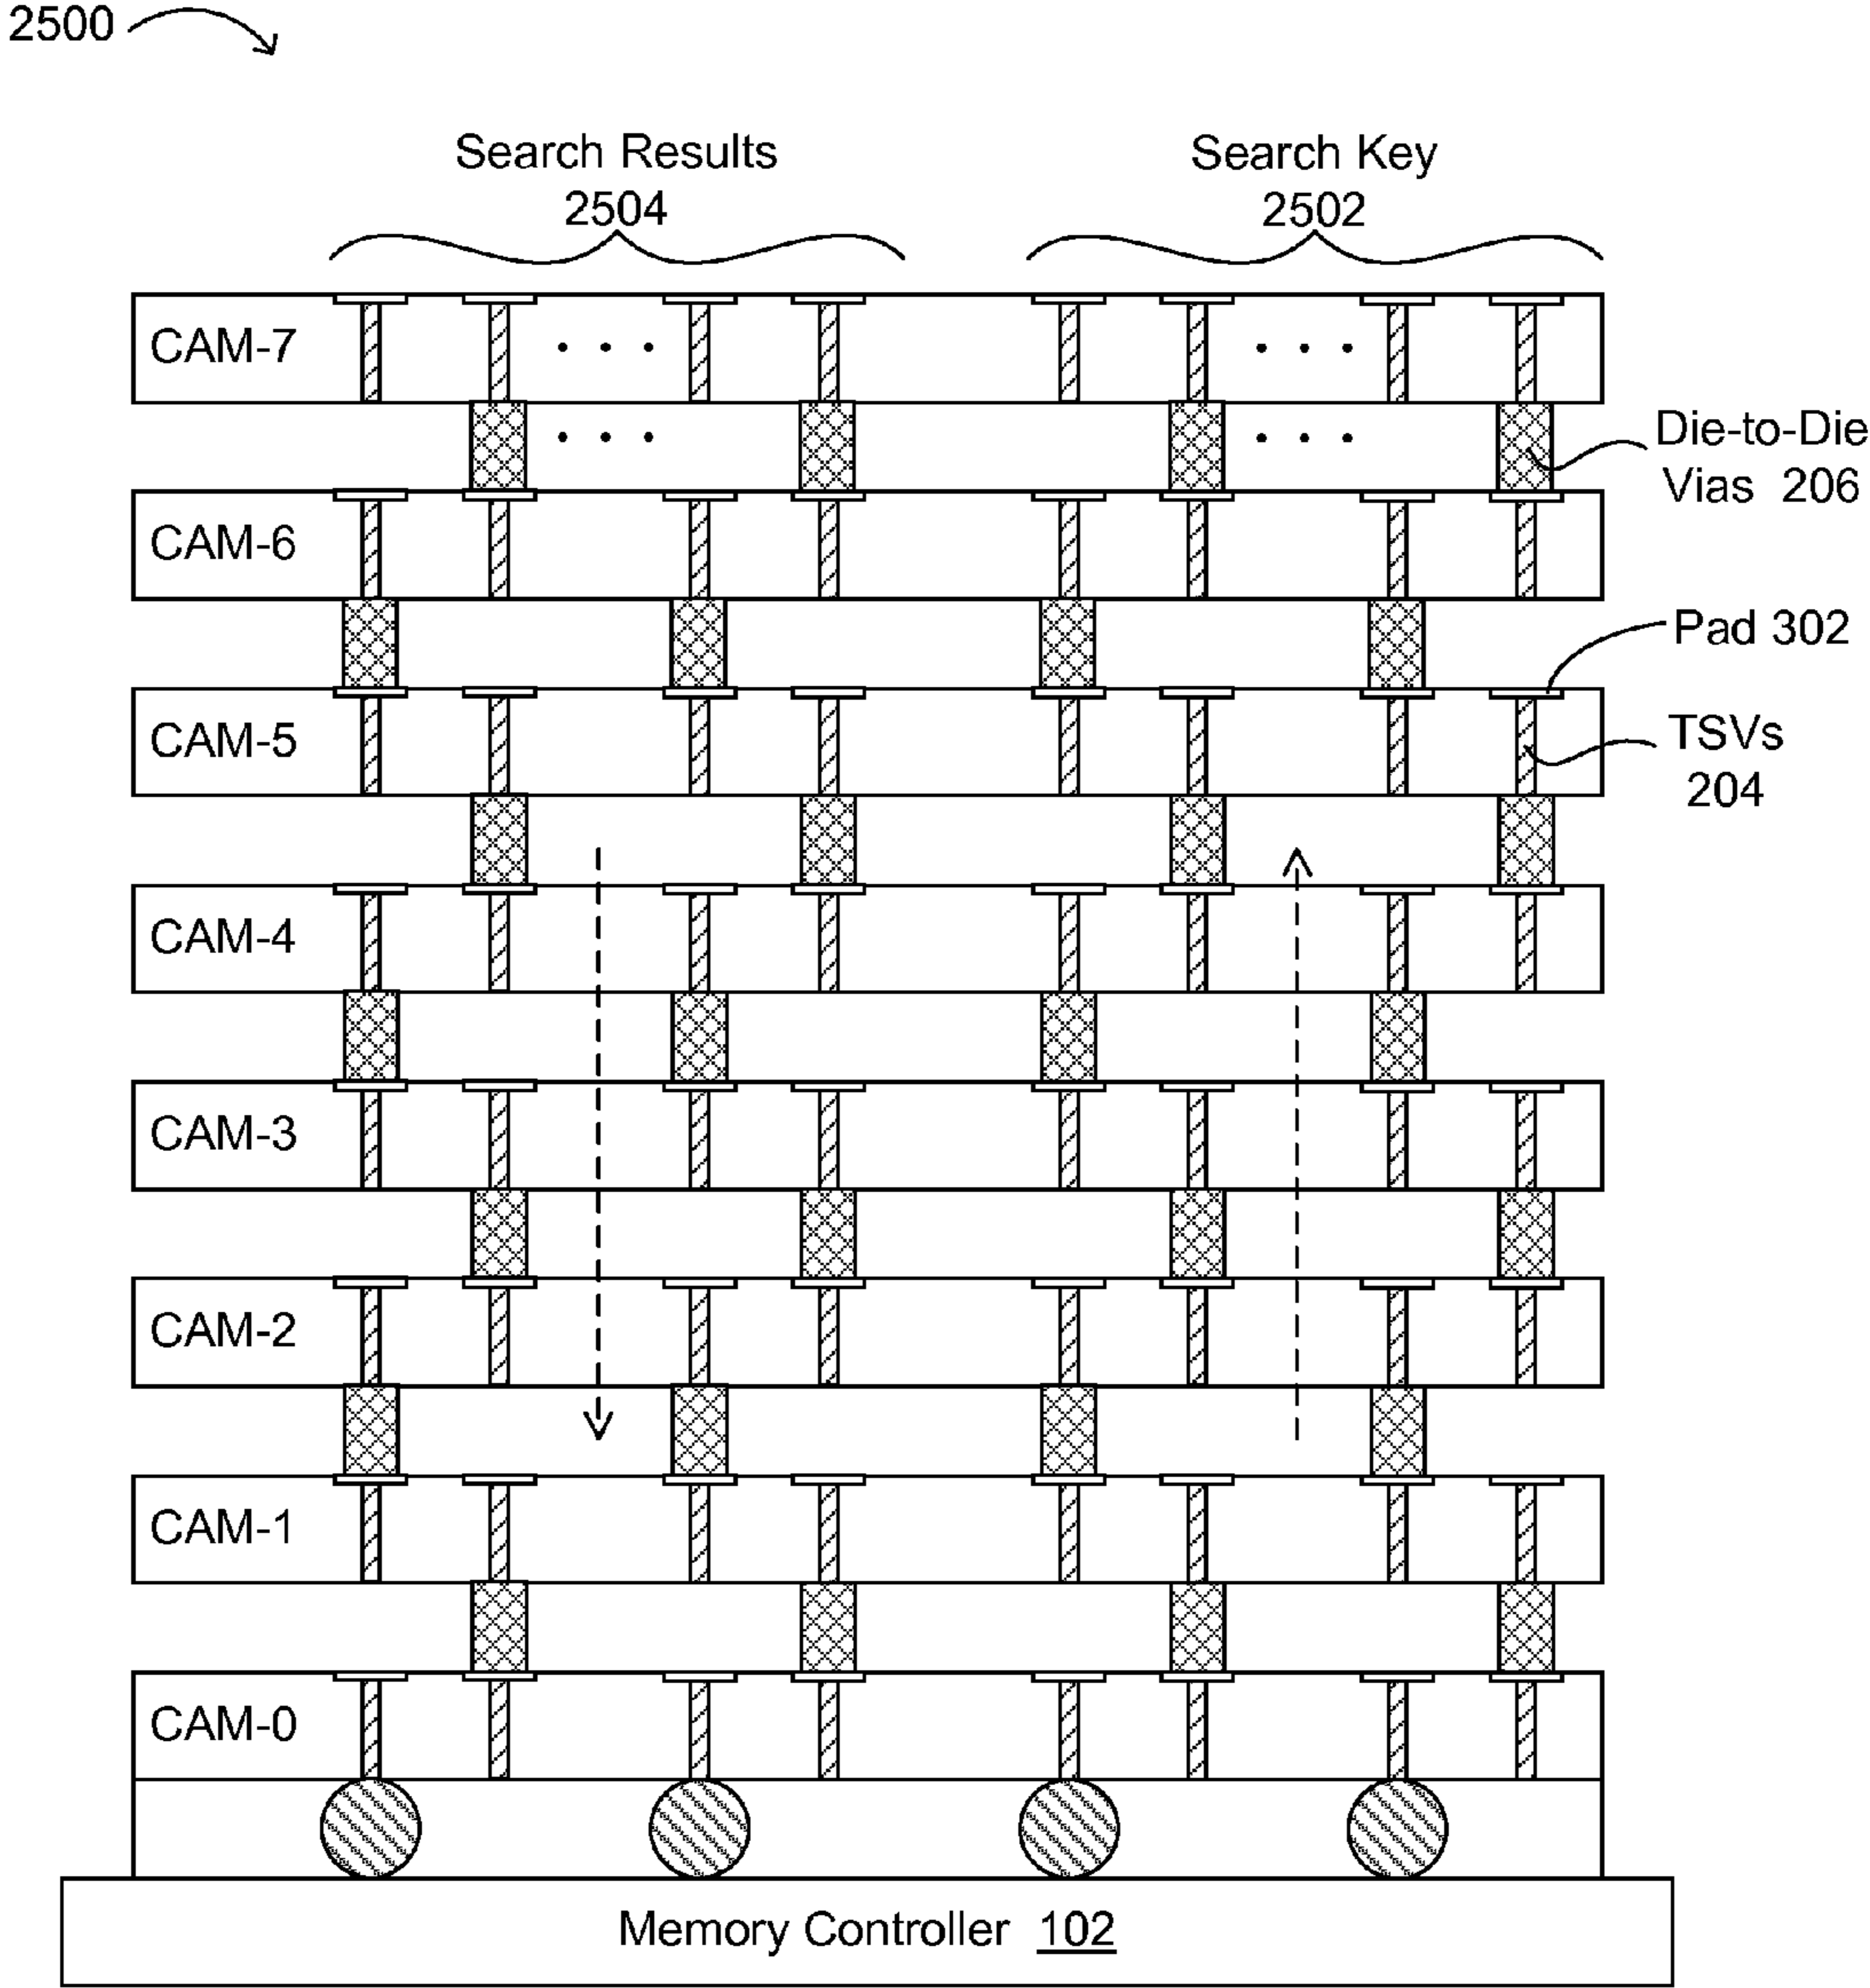 2500
Search Results
2504
Search Key
2502
CAM-7
Die-to-Die
Vias 206
CAM-6
Pad 302
CAM-5
TSVs
204
CAM-4
CAM-3
CAM-2
CAM-1
CAM-0
Memory Controller 102